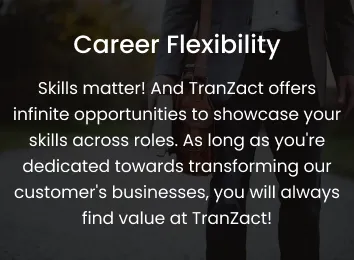 Career Flexibility
Skills matter! And TranZact offers
infinite opportunities to showcase your
skills across roles. As long as you're
dedicated towards transforming our
customer's businesses, you will always
find value at TranZact!